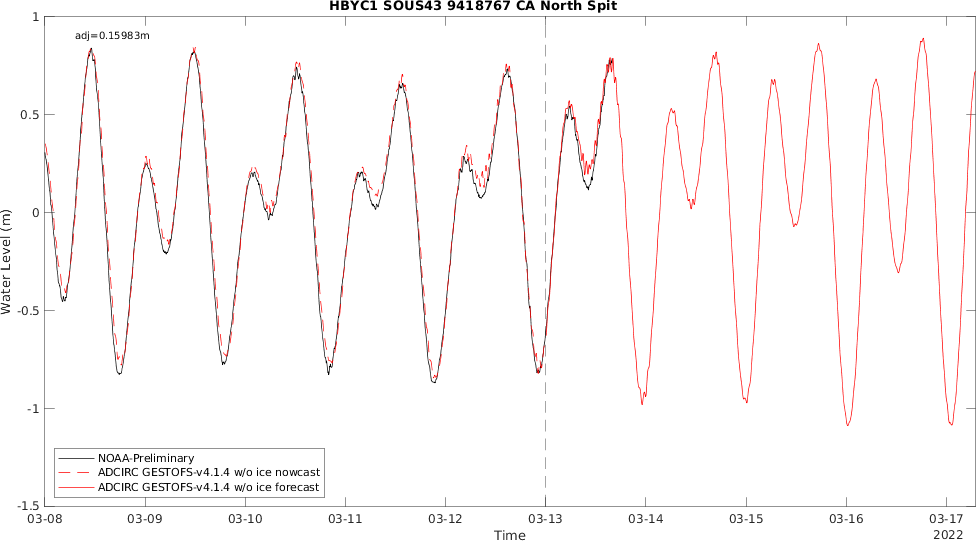 HBYC1 SOUS43 9418767 CA North Spit
adj=0.15983m
1
0.5
0
-0.5
-1
-1.5
Water Level (m)
NOAA-Preliminary
ADCIRC GESTOFS-v4.1.4 w/o ice nowcast
ADCIRC GESTOFS-v4.1.4 w/o ice forecast
03-08 03-09 03-10 03-11 03-12 03-13 03-14 03-15 03-16 03-17
Time
2022